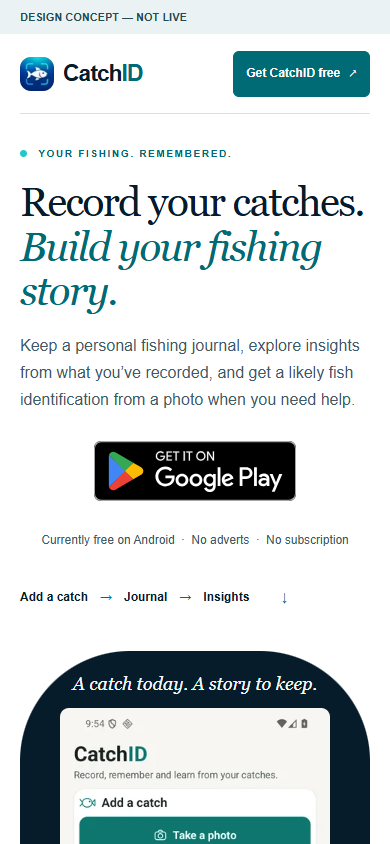 DESIGN CONCEPT — NOT LIVE
CatchID
Get CatchID free ↗
YOUR FISHING. REMEMBERED.
Record your catches.
Build your fishing
story.
Keep a personal fishing journal, explore insights
from what you’ve recorded, and get a likely fish
identification from a photo when you need help.
GET IT ON
Google Play
Currently free on Android · No adverts · No subscription
Add a catch → Journal → Insights ↓
A catch today. A story to keep.
9:54
CatchID
Record, remember and learn from your catches.
Add a catch
Take a photo